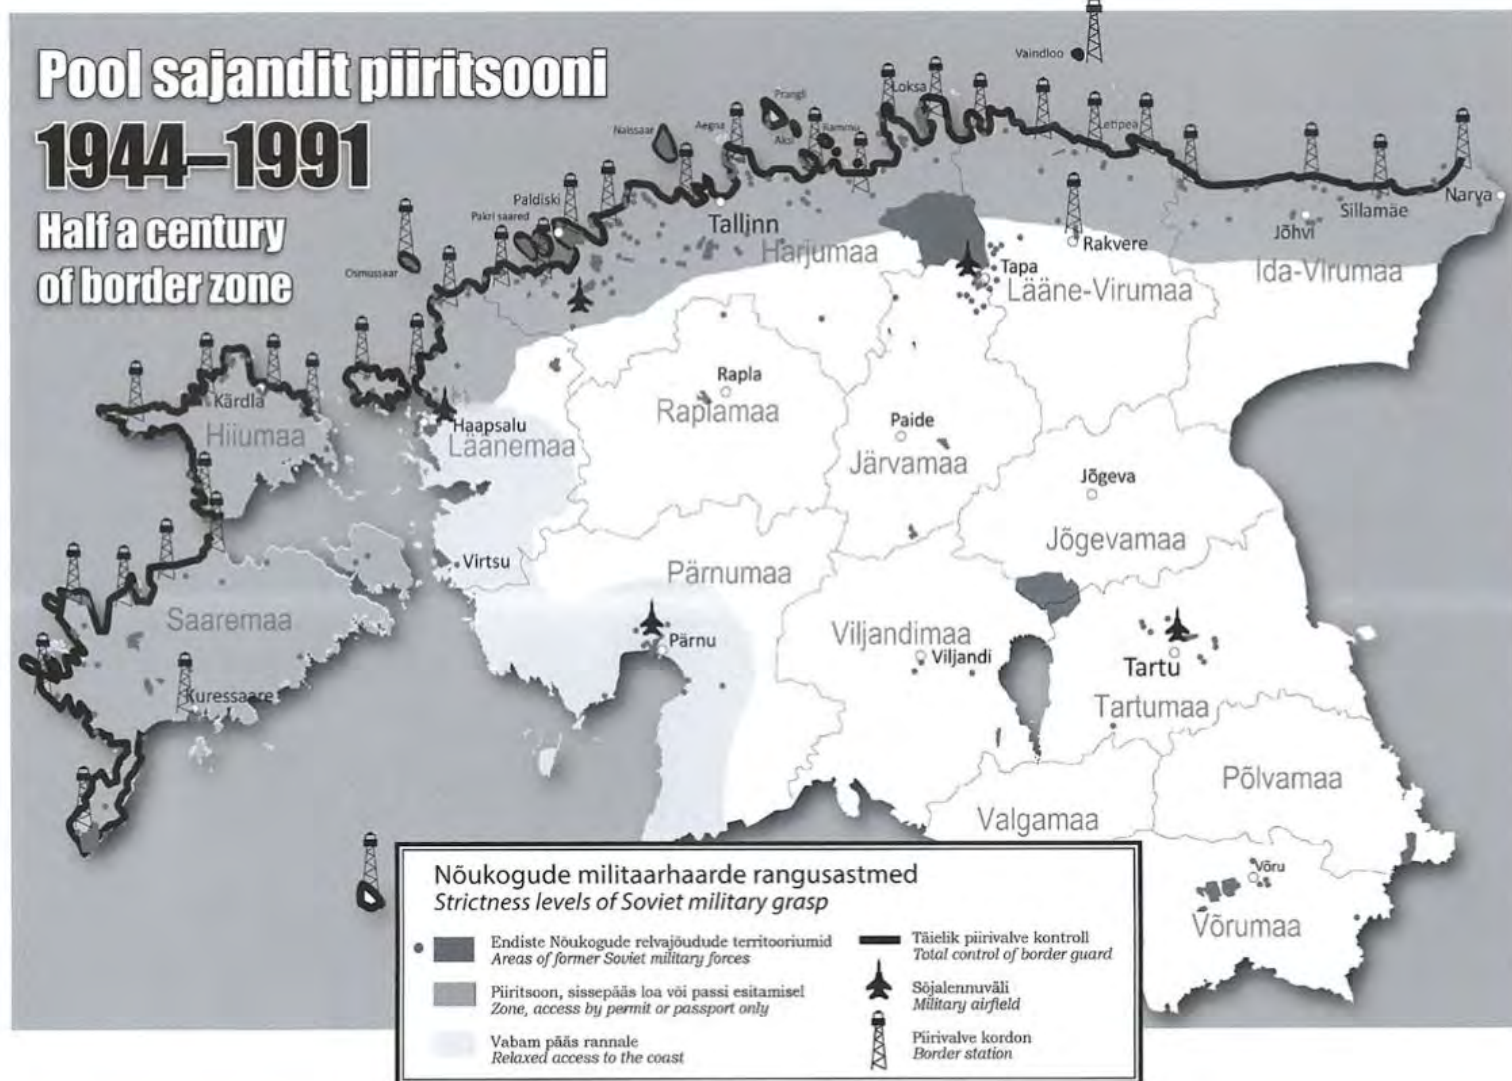 Pool sajandit piiritsooni
1944–1991
Half a century
of border zone
Vaindloo
Prangli
Loksa
Naissaar
Aegna
Aksi
Rammu
Letipea
Paldiski
Pakri saared
Osmussaar
Tallinn
Harjumaa
Narva
Sillamäe
Jõhvi
Rakvere
Tapa
Lääne-Virumaa
Ida-Virumaa
Kärdla
Hiiumaa
Haapsalu
Läänemaa
Rapla
Raplamaa
Paide
Järvamaa
Jõgeva
Jõgevamaa
Virtsu
Pärnumaa
Saaremaa
Pärnu
Viljandimaa
Viljandi
Tartu
Tartumaa
Kuressaare
Põlvamaa
Valgamaa
Võru
Võrumaa
Nõukogude militaarhaarde rangusastmed
Strictness levels of Soviet military grasp
Endiste Nõukogude relvajõudude territooriumid
Areas of former Soviet military forces
Piiritsoon, sissepääs loa või passi esitamisel
Zone, access by permit or passport only
Vabam pääs rannale
Relaxed access to the coast
Täielik piirivalve kontroll
Total control of border guard
Sõjalennuväli
Military airfield
Piirivalve kordon
Border station